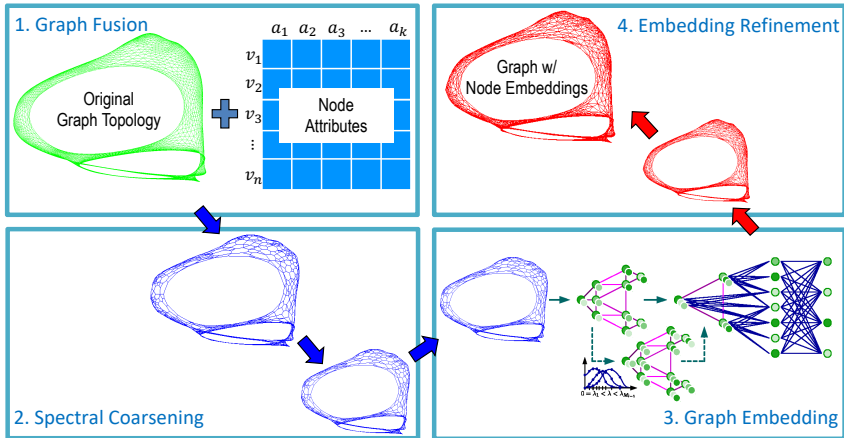 1. Graph Fusion
Original
Graph Topology
a₁ a₂ a₃ ... aₖ
v₁
v₂
v₃
⋮
vₙ
Node
Attributes
4. Embedding Refinement
Graph w/
Node Embeddings
2. Spectral Coarsening
3. Graph Embedding